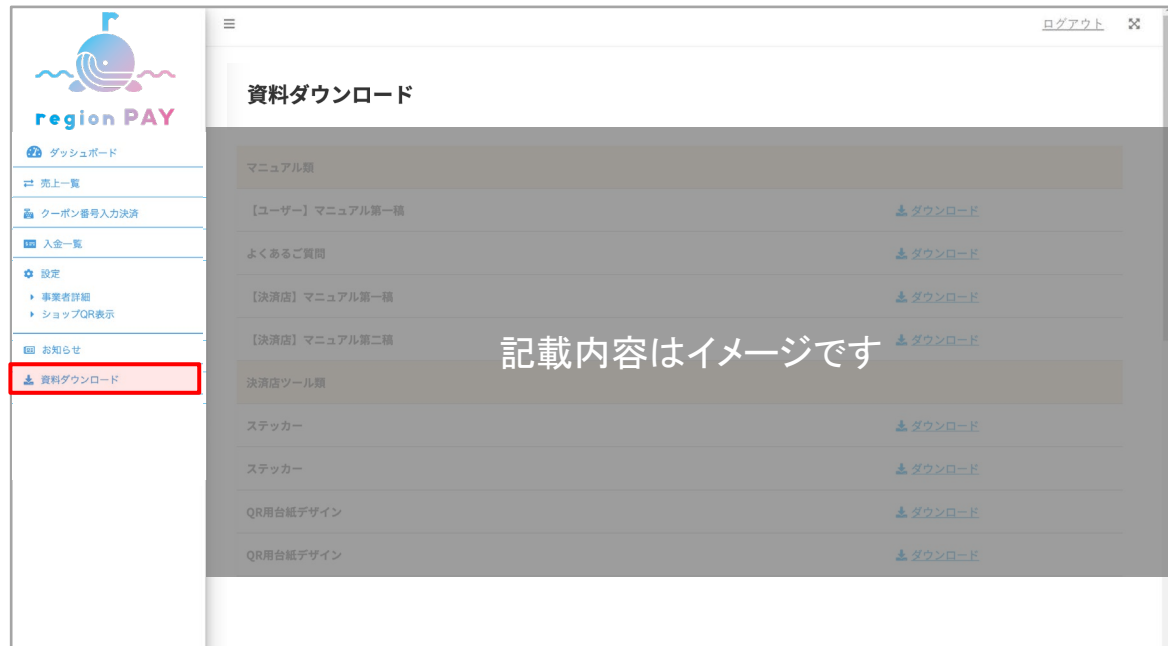 region PAY
ダッシュボード
売上一覧
クーポン番号入力決済
入金一覧
設定
事業者詳細
ショップQR表示
お知らせ
資料ダウンロード
ログアウト
資料ダウンロード
マニュアル類
【ユーザー】マニュアル第一稿 ダウンロード
よくあるご質問 ダウンロード
【決済店】マニュアル第一稿 ダウンロード
【決済店】マニュアル第二稿 ダウンロード
記載内容はイメージです
決済店ツール類
ステッカー ダウンロード
ステッカー ダウンロード
QR用台紙デザイン ダウンロード
QR用台紙デザイン ダウンロード